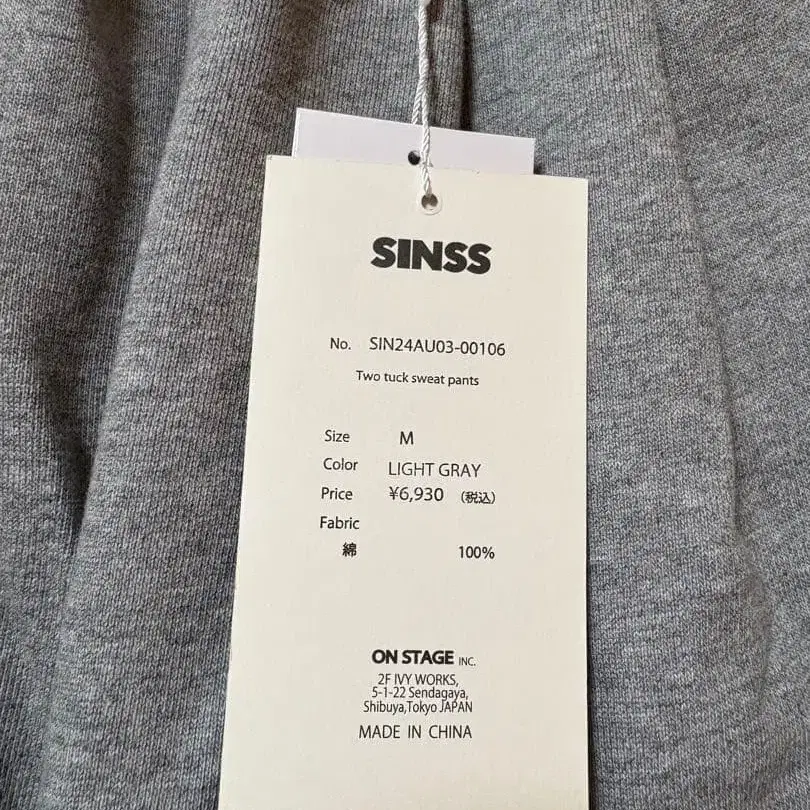 SINSS
No. SIN24AU03-00106
Two tuck sweat pants
Size M
Color LIGHT GRAY
Price ¥6,930 (税込)
Fabric
綿 100%
ON STAGE INC.
2F IVY WORKS,
5-1-22 Sendagaya,
Shibuya,Tokyo JAPAN
MADE IN CHINA